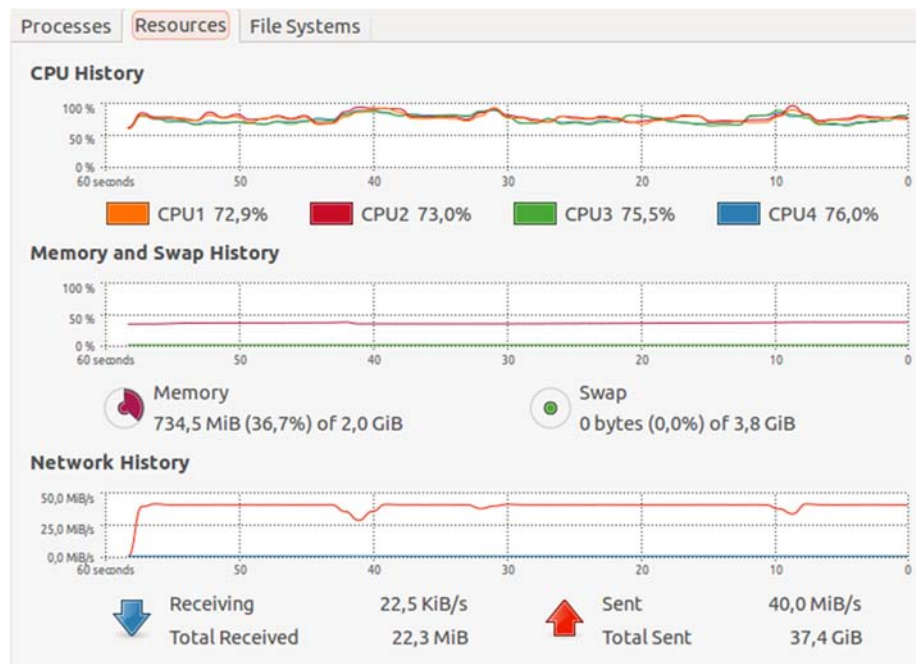 Processes Resources File Systems
CPU History
100 %
50 %
0 %
60 seconds 50 40 30 20 10 0
CPU1 72,9% CPU2 73,0% CPU3 75,5% CPU4 76,0%
Memory and Swap History
100 %
50 %
0 %
60 seconds 50 40 30 20 10 0
Memory Swap
734,5 MiB (36,7%) of 2,0 GiB 0 bytes (0,0%) of 3,8 GiB
Network History
50,0 MiB/s
25,0 MiB/s
0,0 MiB/s
60 seconds 50 40 30 20 10 0
Receiving 22,5 KiB/s Sent 40,0 MiB/s
Total Received 22,3 MiB Total Sent 37,4 GiB